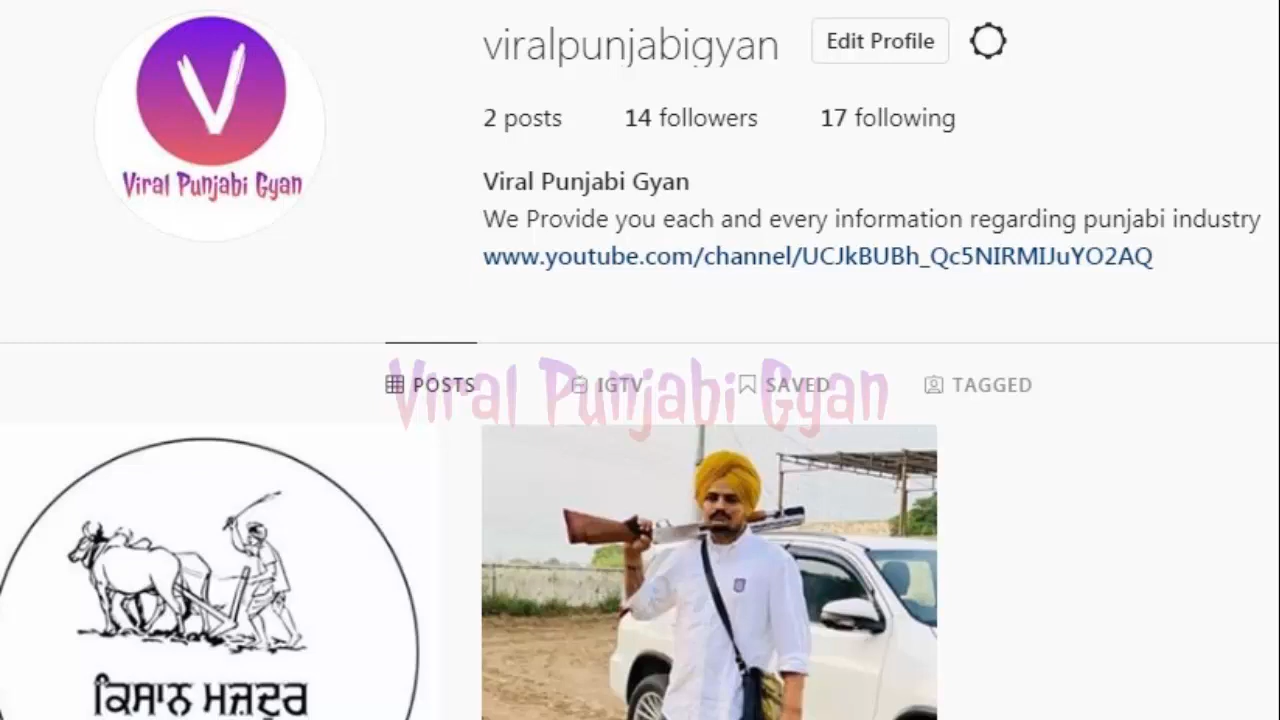 V
Viral Punjabi Gyan
viralpunjabigyan
Edit Profile
2 posts 14 followers 17 following
Viral Punjabi Gyan
We Provide you each and every information regarding punjabi industry
www.youtube.com/channel/UCJkBUBh_Qc5NIRMIJuYO2AQ
Viral Punjabi Gyan
POSTS IGTV SAVED TAGGED
ਕਿਸਾਨ ਮਜ਼ਦੂਰ